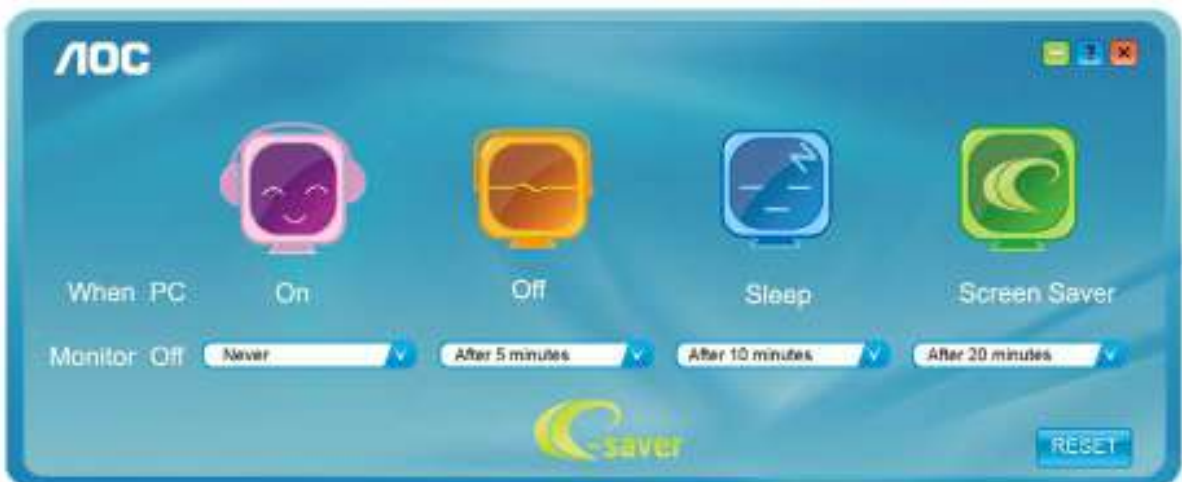 AOC
?
When PC On Off Sleep Screen Saver
Monitor Off Never After 5 minutes After 10 minutes After 20 minutes
e-saver
RESET